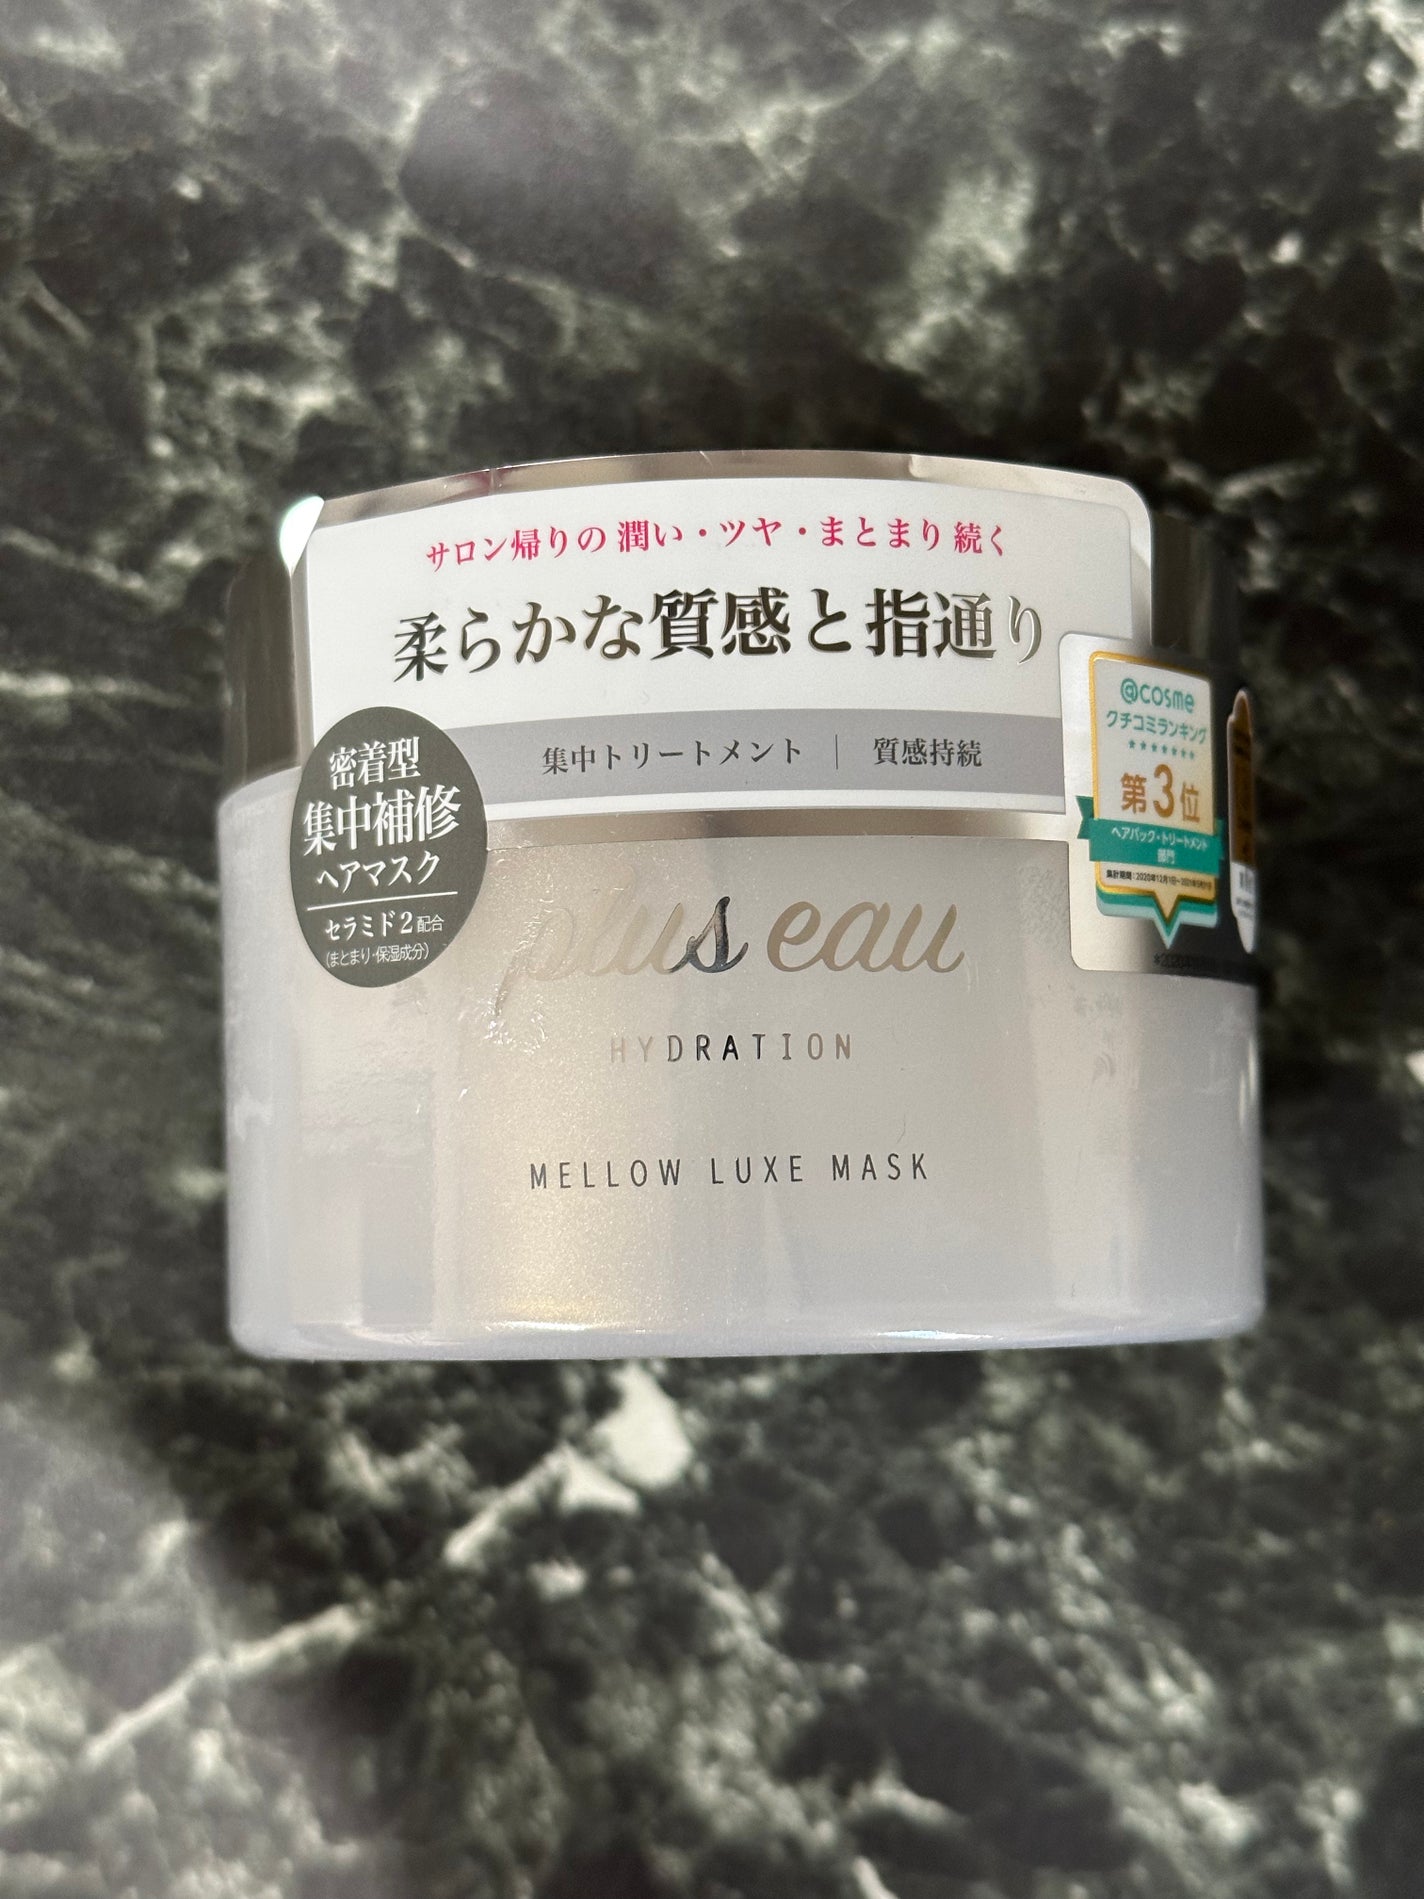 サロン帰りの 潤い・ツヤ・まとまり 続く
柔らかな質感と指通り
集中トリートメント | 質感持続
密着型
集中補修
ヘアマスク
セラミド2配合
(まとまり・保湿成分)
@cosme
クチコミランキング
★★★★★★★
第3位
ヘアパック・トリートメント
部門
plus eau
HYDRATION
MELLOW LUXE MASK